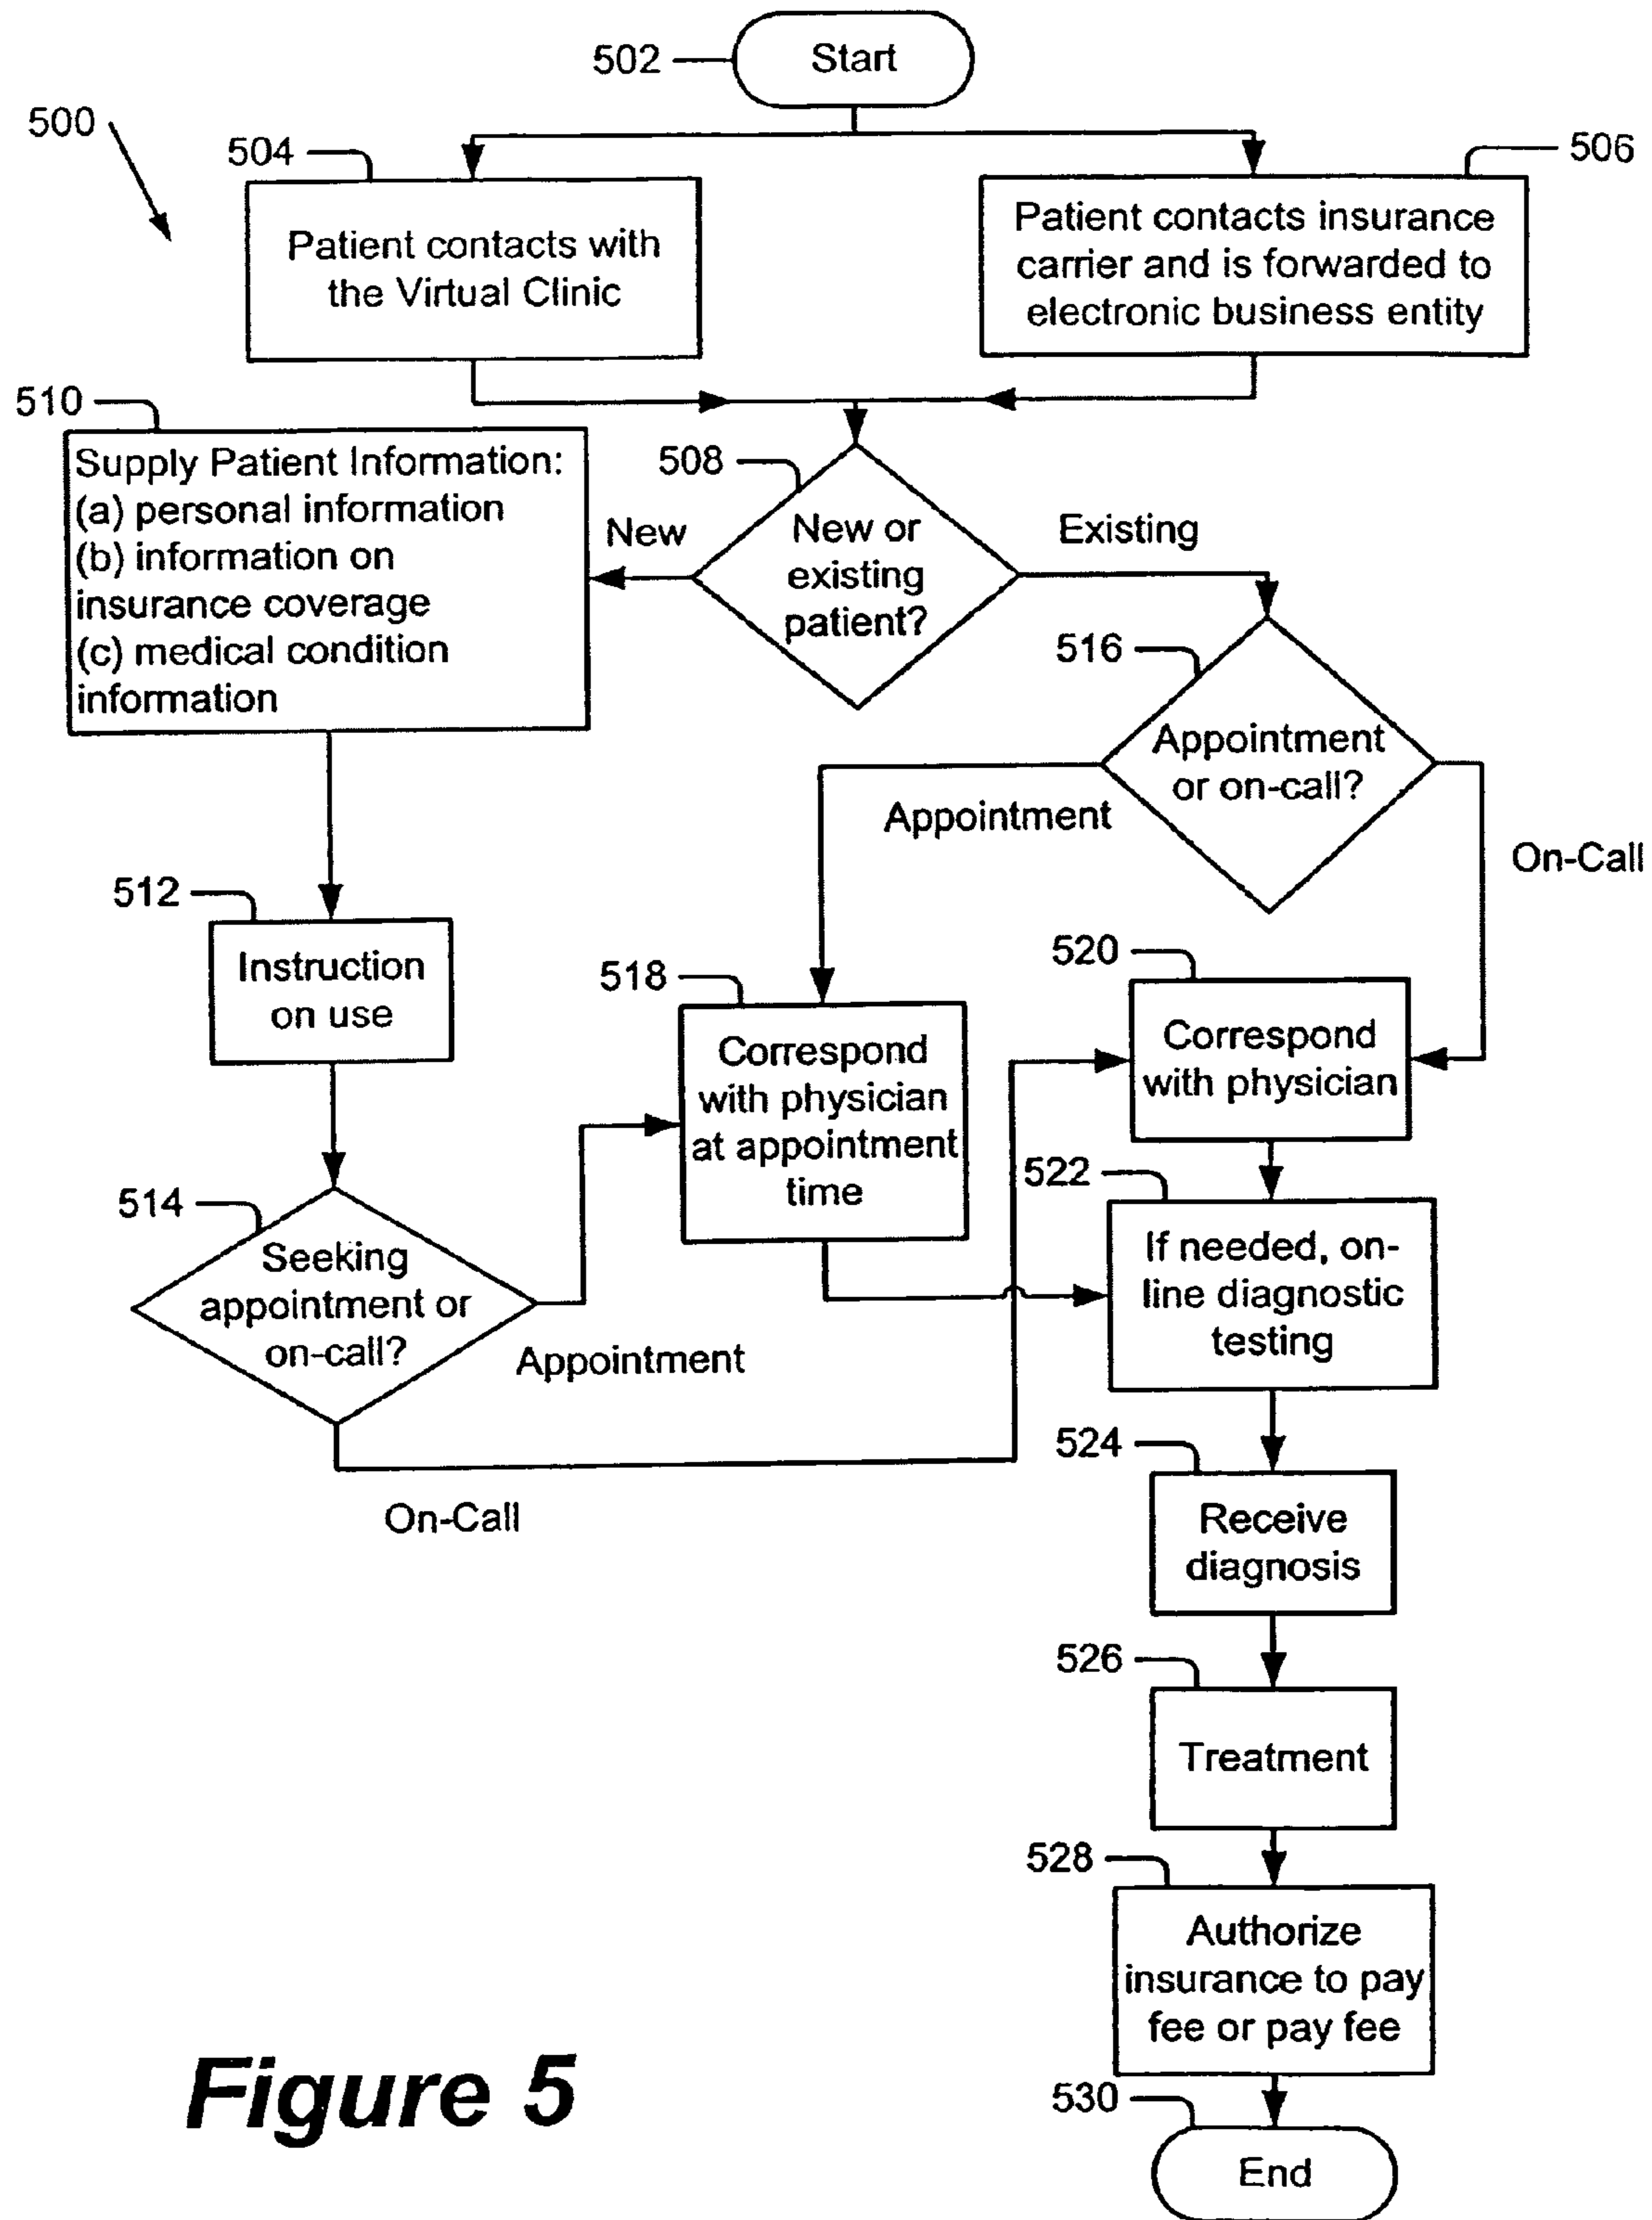 502
Start
500
504
506
Patient contacts with
the Virtual Clinic
Patient contacts insurance
carrier and is forwarded to
electronic business entity
510
Supply Patient Information:
(a) personal information
(b) information on
insurance coverage
(c) medical condition
information
508
New
New or
existing
patient?
Existing
516
Appointment
or on-call?
Appointment
On-Call
512
Instruction
on use
518
Correspond
with physician
at appointment
time
520
Correspond
with physician
514
Seeking
appointment or
on-call?
Appointment
On-Call
522
If needed, on-
line diagnostic
testing
524
Receive
diagnosis
526
Treatment
528
Authorize
insurance to pay
fee or pay fee
530
End
Figure 5